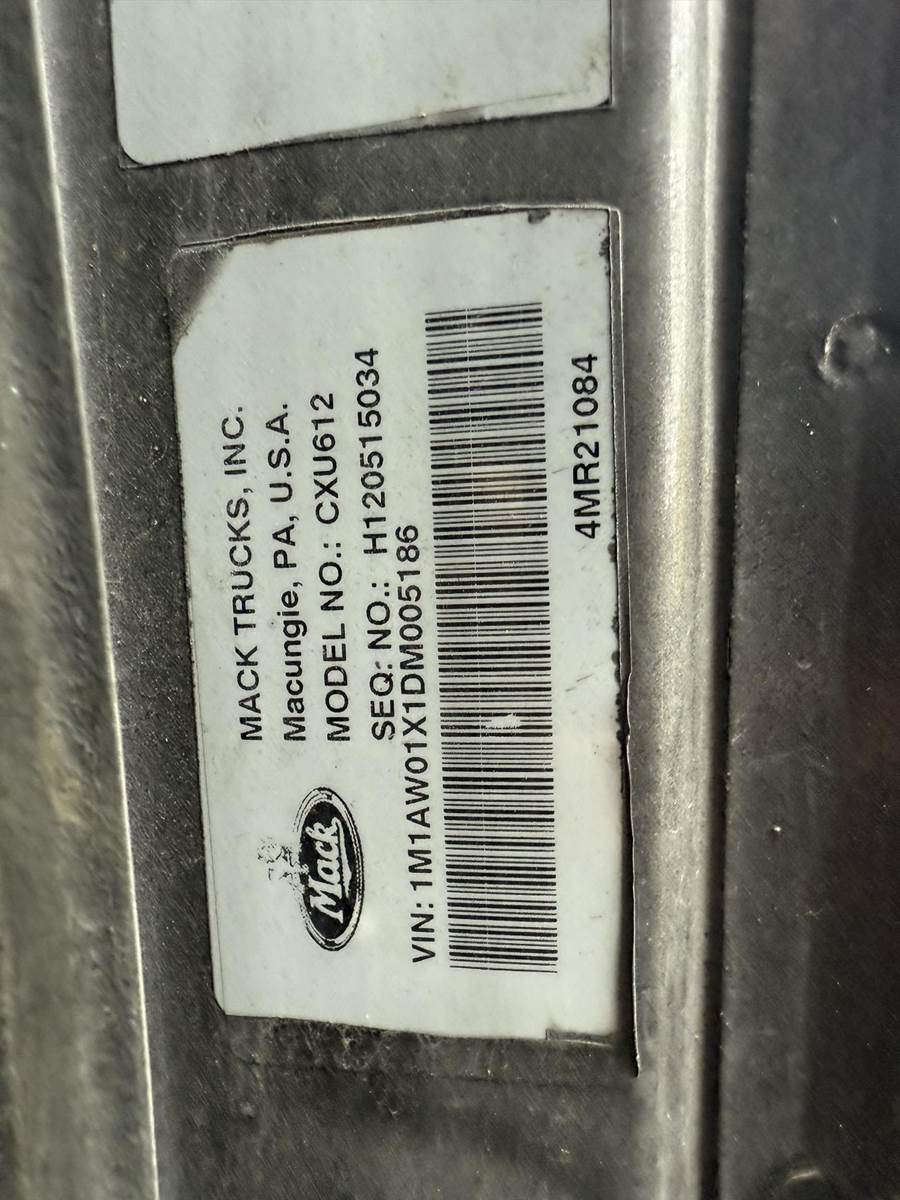 MACK TRUCKS, INC.
Macungie, PA, U.S.A.
MODEL NO.: CXU612
SEQ: NO.: H120515034
Mack
VIN: 1M1AW01X1DM005186
4MR21084